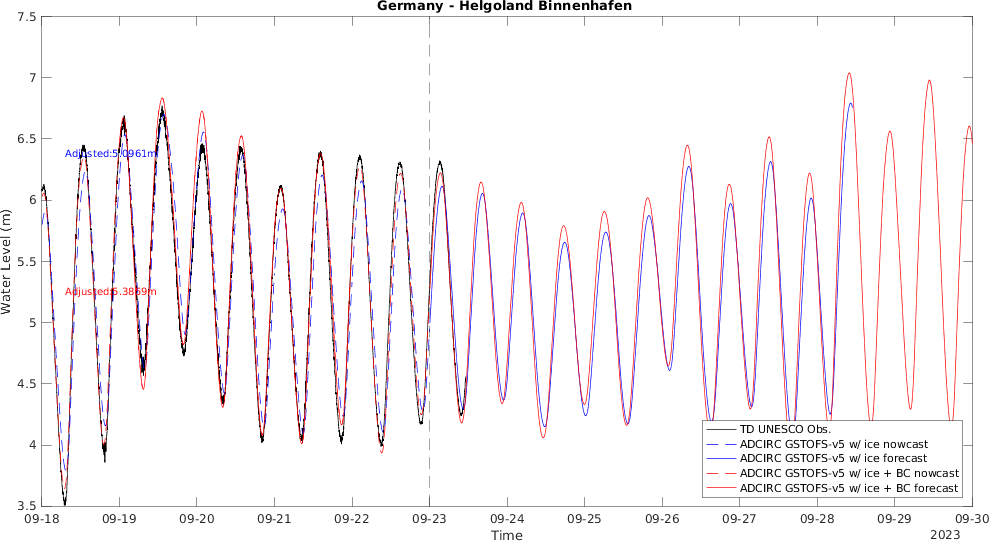 Germany - Helgoland Binnenhafen
Water Level (m)
7.5
7
6.5
6
5.5
5
4.5
4
3.5
Adjusted:5.0961m
TD UNESCO Obs.
ADCIRC GSTOFS-v5 w/ ice nowcast
ADCIRC GSTOFS-v5 w/ ice forecast
ADCIRC GSTOFS-v5 w/ ice + BC nowcast
ADCIRC GSTOFS-v5 w/ ice + BC forecast
09-18 09-19 09-20 09-21 09-22 09-23 09-24 09-25 09-26 09-27 09-28 09-29 09-30
Time
2023